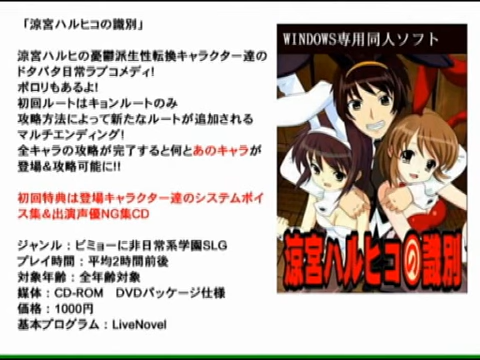 「涼宮ハルヒコの識別」
涼宮ハルヒの憂鬱派生性転換キャラクター達の
ドタバタ日常ラブコメディ!
ポロリもあるよ!
初回ルートはキョンルートのみ
攻略方法によって新たなルートが追加される
マルチエンディング!
全キャラの攻略が完了すると何とあのキャラが
登場&攻略可能に!!
初回特典は登場キャラクター達のシステムボイ
ス集&出演声優NG集CD
ジャンル:ビミョーに非日常系学園SLG
プレイ時間:平均2時間前後
対象年齢:全年齢対象
媒体:CD-ROM DVDパッケージ仕様
価格:1000円
基本プログラム:LiveNovel
WINDOWS専用同人ソフト
涼宮ハルヒコの識別